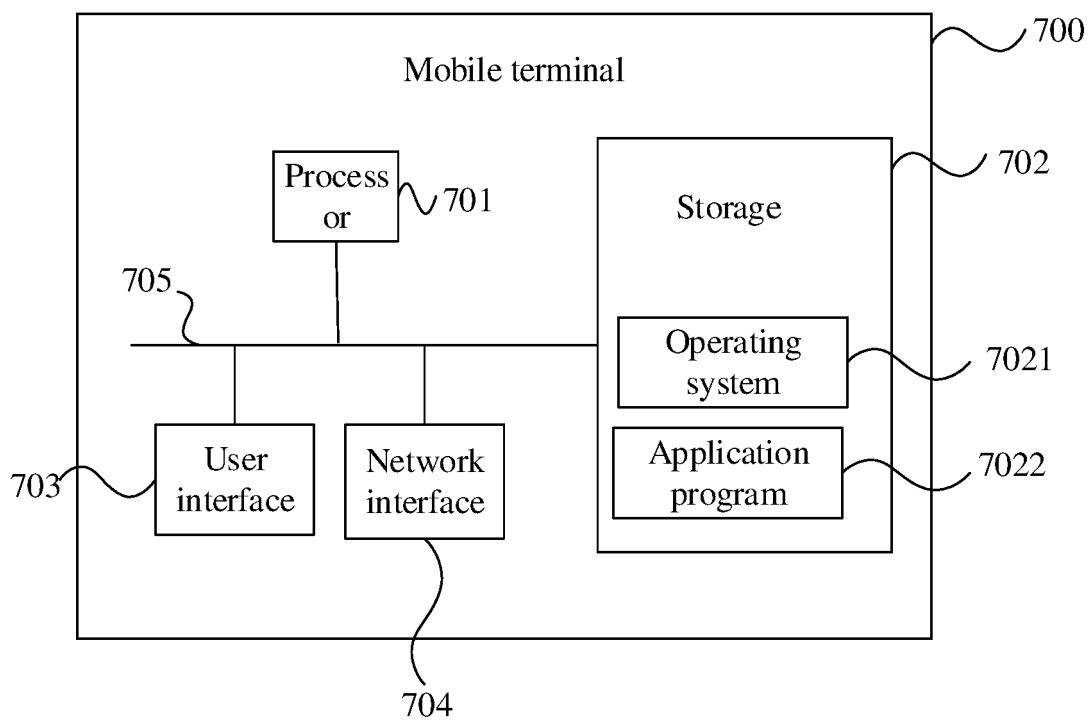 700
Mobile terminal
702
Process
or
701
Storage
705
Operating
system
7021
User
interface
703
Network
interface
Application
program
7022
704